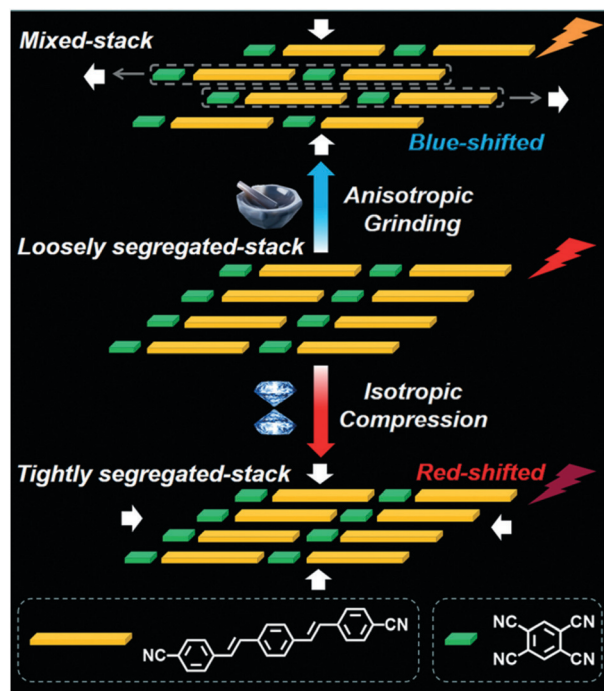 Mixed-stack
Blue-shifted
Anisotropic
Grinding
Loosely segregated-stack
Isotropic
Compression
Tightly segregated-stack
Red-shifted
NC
CN
NC
CN
NC
CN